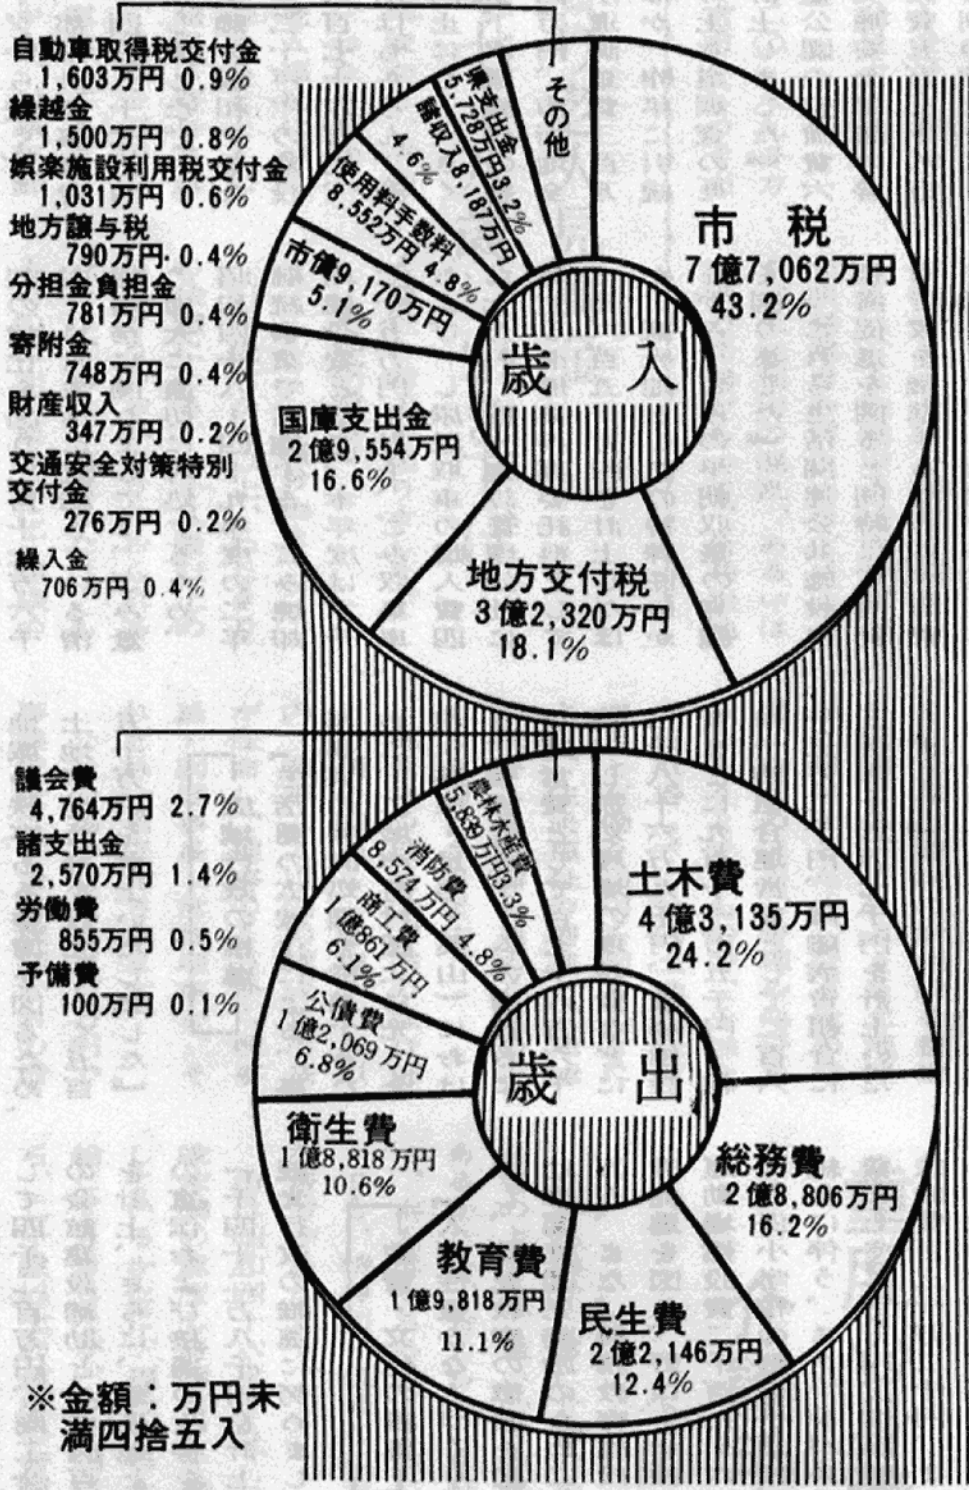 自動車取得税交付金
1,603万円 0.9%
繰越金
1,500万円 0.8%
娯楽施設利用税交付金
1,031万円 0.6%
地方譲与税
790万円 0.4%
分担金負担金
781万円 0.4%
寄附金
748万円 0.4%
財産収入
347万円 0.2%
交通安全対策特別
交付金
276万円 0.2%
繰入金
706万円 0.4%
歳 入
市 税
7億7,062万円
43.2%
地方交付税
3億2,320万円
18.1%
国庫支出金
2億9,554万円
16.6%
市債9,170万円
5.1%
使用料手数料
8,552万円 4.8%
諸収入8,187万円
4.6%
県支出金
5,728万円3.2%
その他
議会費
4,764万円 2.7%
諸支出金
2,570万円 1.4%
労働費
855万円 0.5%
予備費
100万円 0.1%
歳 出
土木費
4億3,135万円
24.2%
総務費
2億8,806万円
16.2%
民生費
2億2,146万円
12.4%
教育費
1億9,818万円
11.1%
衛生費
1億8,818万円
10.6%
公債費
1億2,069万円
6.8%
商工費
1億861万円
6.1%
消防費
8,574万円 4.8%
農林水産費
5,839万円3.3%
※金額：万円未
満四捨五入